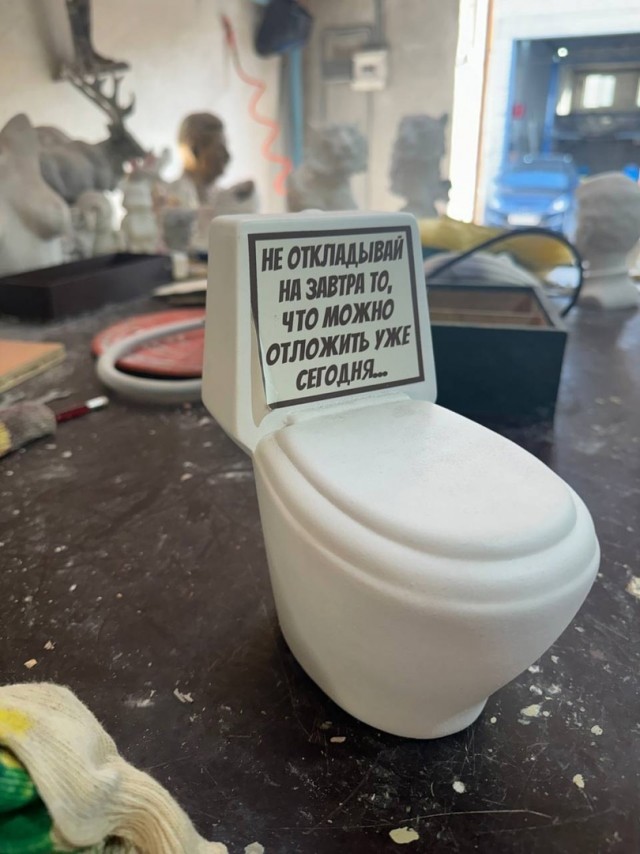 НЕ ОТКЛАДЫВАЙ
НА ЗАВТРА ТО,
ЧТО МОЖНО
ОТЛОЖИТЬ УЖЕ
СЕГОДНЯ...